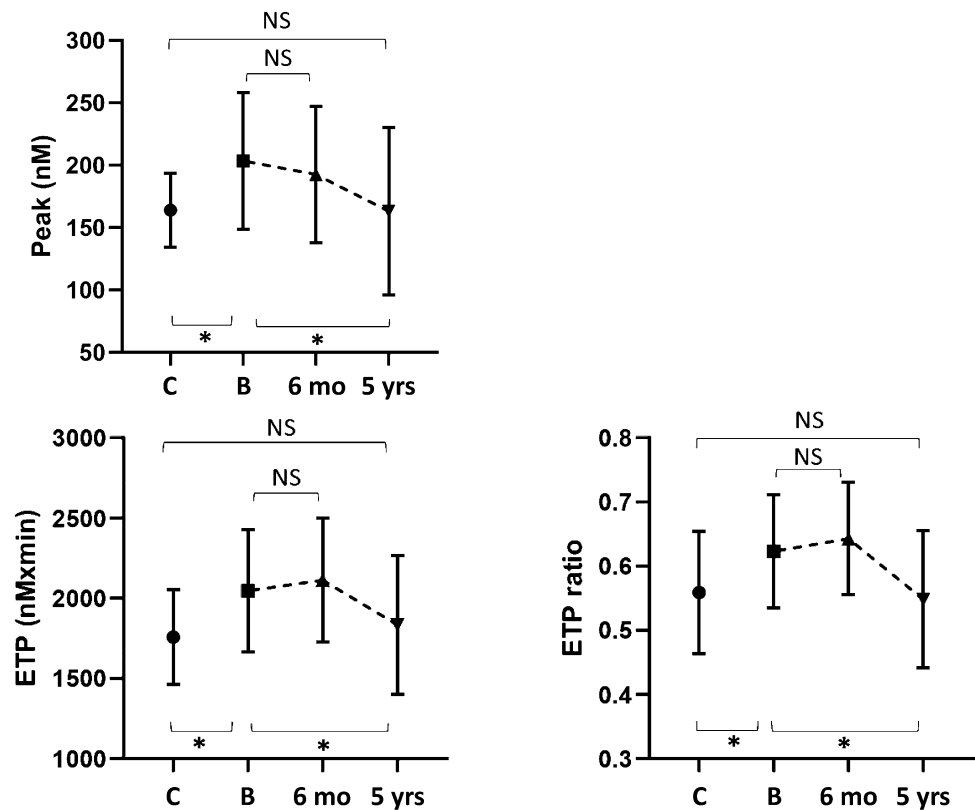 NS
300
NS
250
200
Peak (nM)
150
100
*
*
50
C B 6 mo 5 yrs
NS
3000
NS
2500
2000
ETP (nMxmin)
1500
*
*
1000
C B 6 mo 5 yrs
NS
0.8
NS
0.7
0.6
ETP ratio
0.5
0.4
*
*
0.3
C B 6 mo 5 yrs